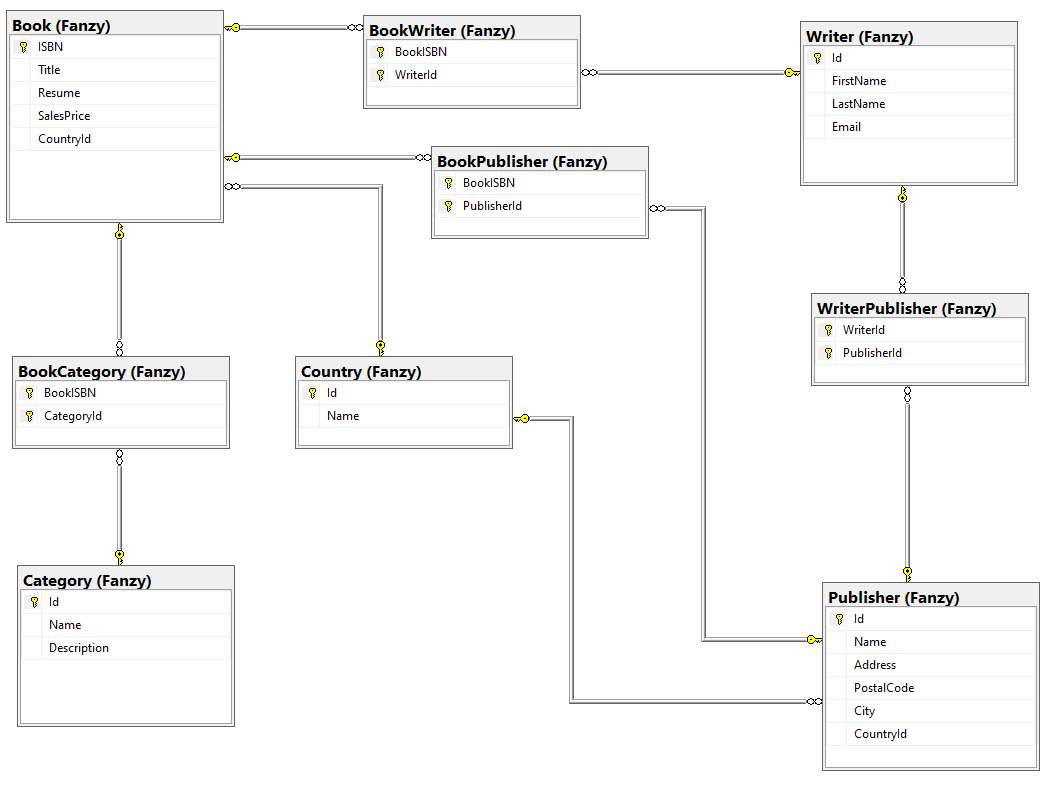 Book (Fanzy)
ISBN
Title
Resume
SalesPrice
CountryId
BookWriter (Fanzy)
BookISBN
WriterId
Writer (Fanzy)
Id
FirstName
LastName
Email
BookPublisher (Fanzy)
BookISBN
PublisherId
WriterPublisher (Fanzy)
WriterId
PublisherId
BookCategory (Fanzy)
BookISBN
CategoryId
Country (Fanzy)
Id
Name
Category (Fanzy)
Id
Name
Description
Publisher (Fanzy)
Id
Name
Address
PostalCode
City
CountryId